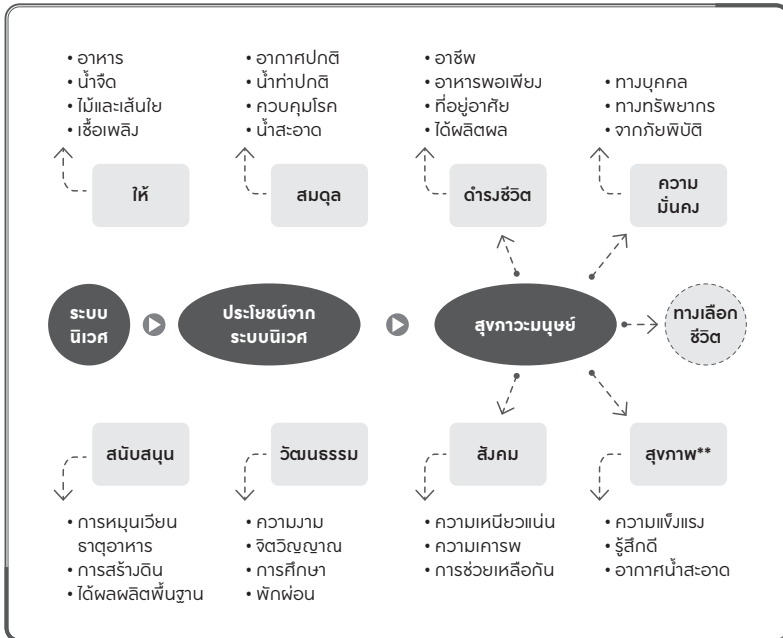 • อาหาร
• น้ำจืด
• ไม้และเส้นใย
• เชื้อเพลิง
ให้
• อากาศปกติ
• น้ำท่าปกติ
• ควบคุมโรค
• น้ำสะอาด
สมดุล
• อาชีพ
• อาหารพอเพียง
• ที่อยู่อาศัย
• ได้ผลิตผล
ดำรงชีวิต
• ทางบุคคล
• ทางทรัพยากร
• จากภัยพิบัติ
ความ
มั่นคง
ระบบ
นิเวศ
ประโยชน์จาก
ระบบนิเวศ
สุขภาวะมนุษย์
ทางเลือก
ชีวิต
สนับสนุน
• การหมุนเวียน
ธาตุอาหาร
• การสร้างดิน
• ได้ผลผลิตพื้นฐาน
วัฒนธรรม
• ความงาม
• จิตวิญญาณ
• การศึกษา
• พักผ่อน
สังคม
• ความเหนียวแน่น
• ความเคารพ
• การช่วยเหลือกัน
สุขภาพ**
• ความแข็งแรง
• รู้สึกดี
• อากาศน้ำสะอาด